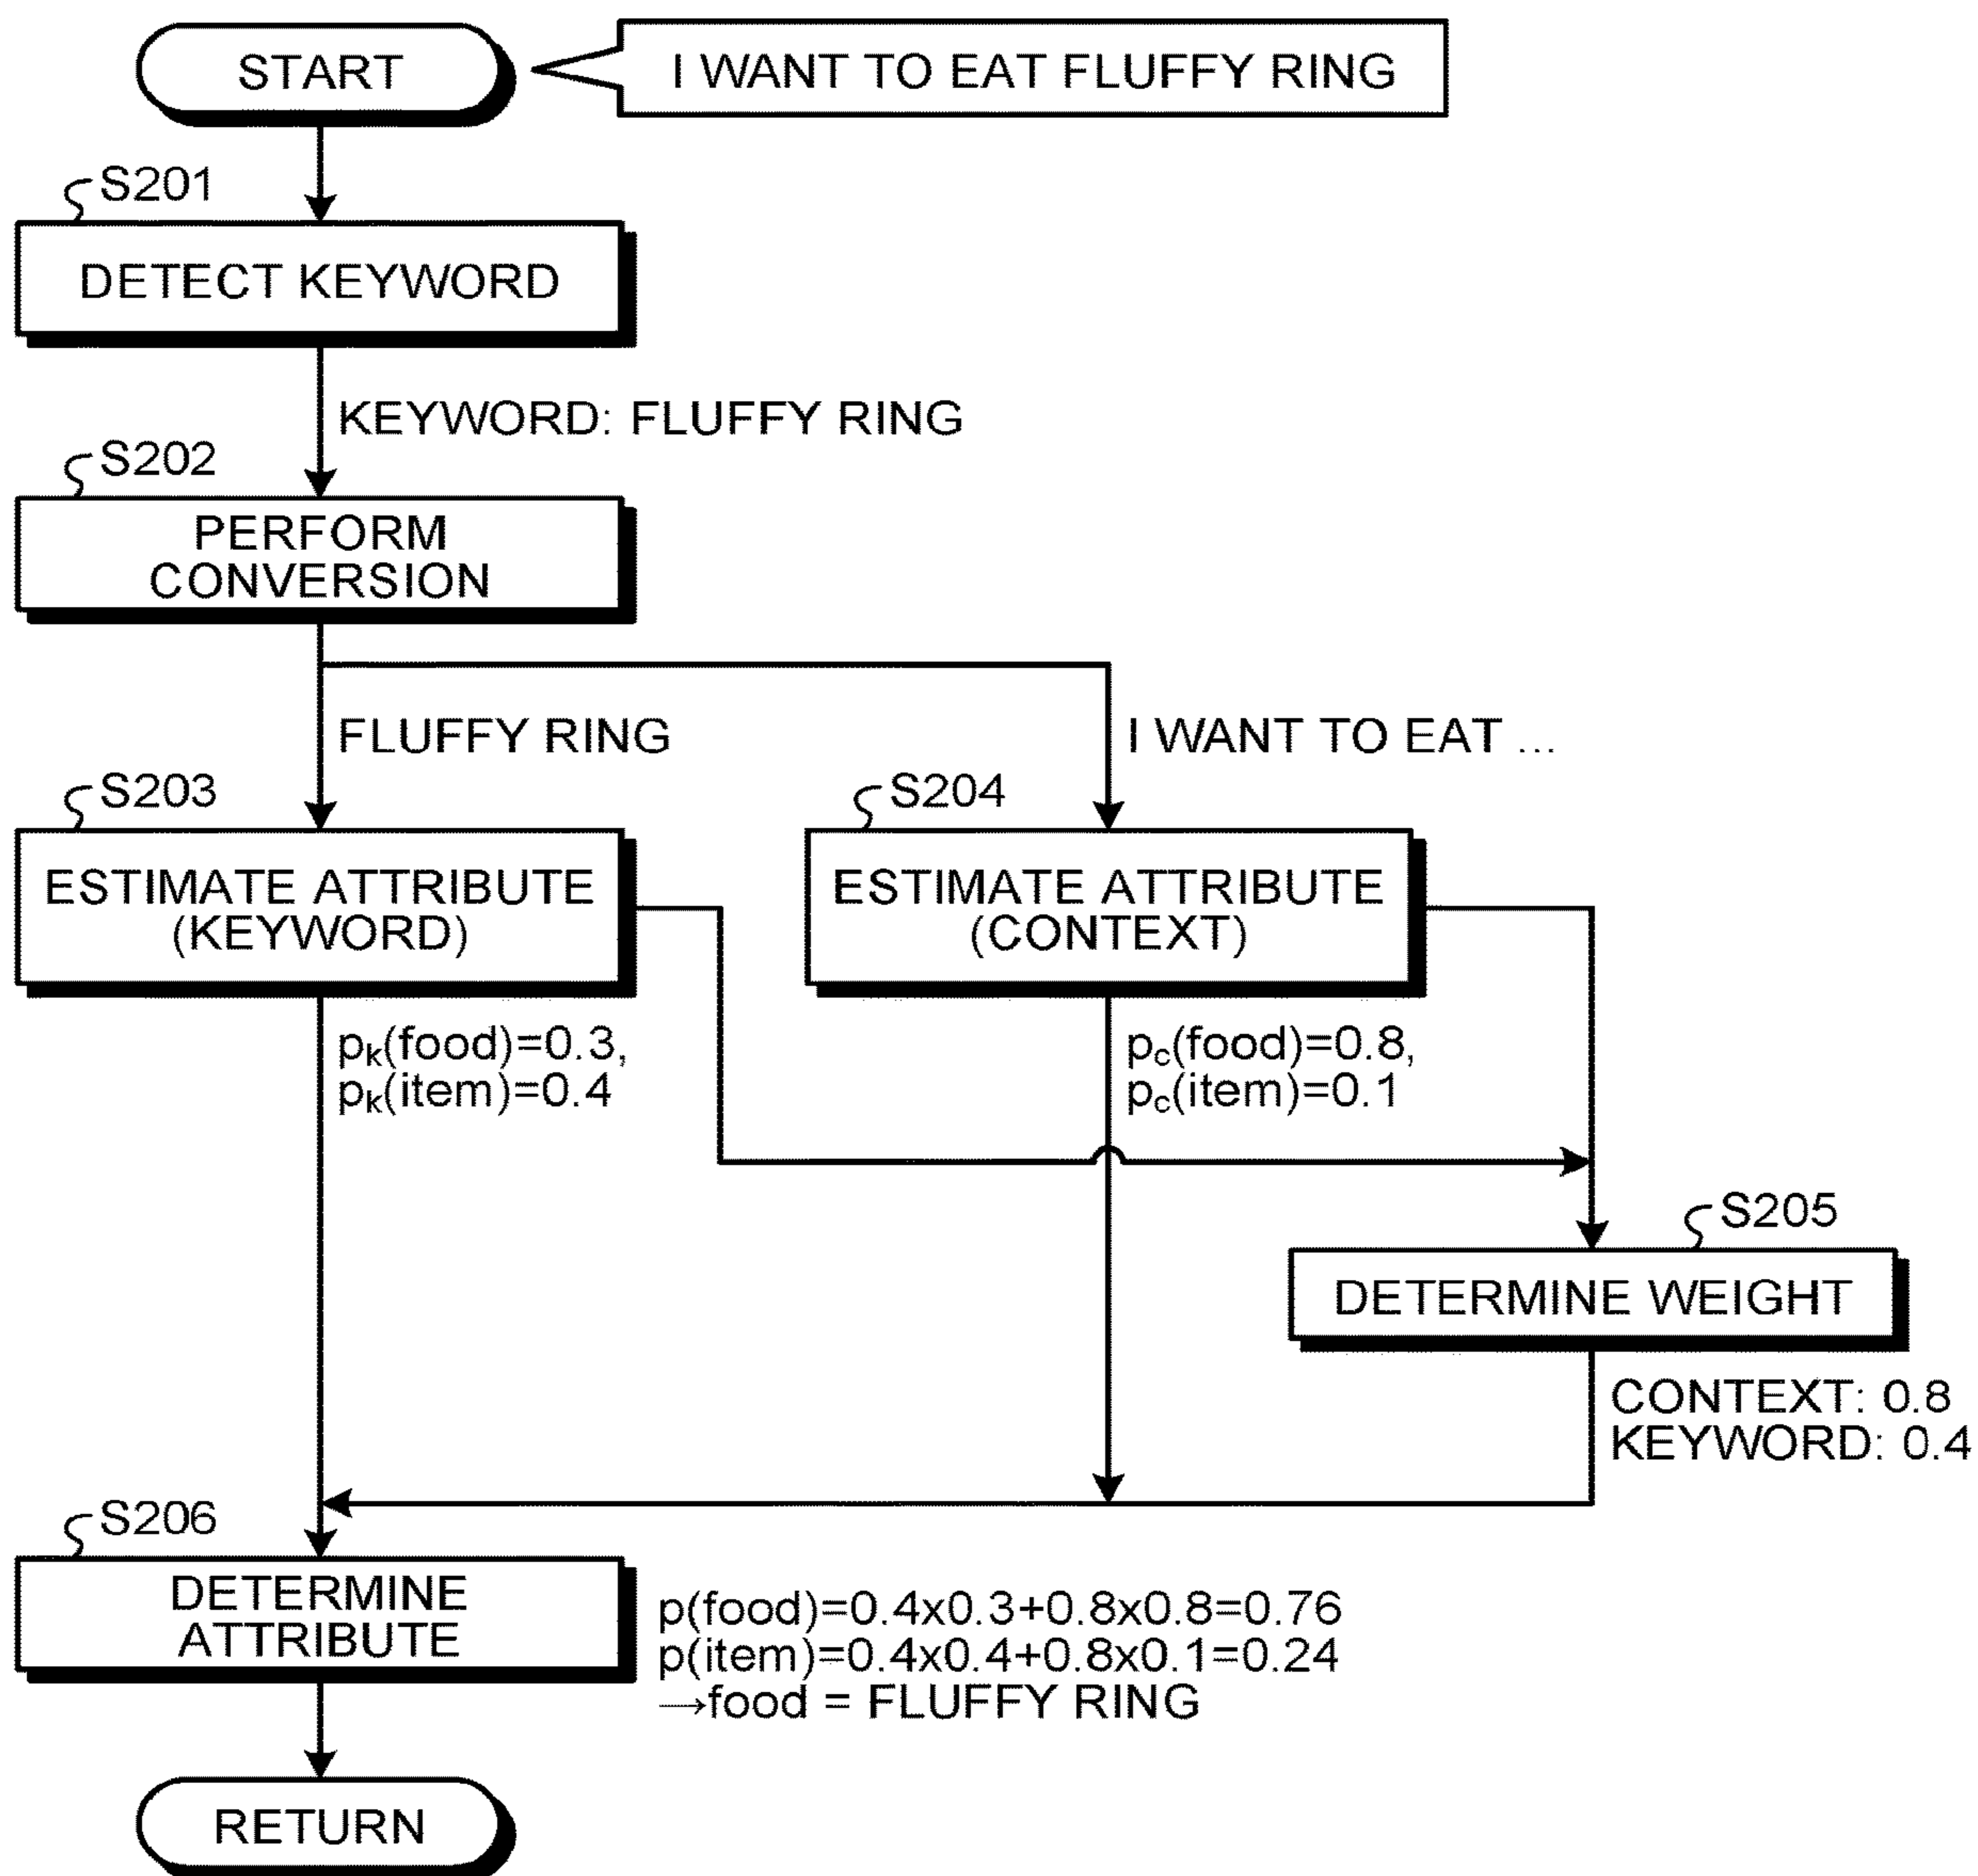 START
I WANT TO EAT FLUFFY RING
S201
DETECT KEYWORD
KEYWORD: FLUFFY RING
S202
PERFORM
CONVERSION
FLUFFY RING
I WANT TO EAT ...
S203
ESTIMATE ATTRIBUTE
(KEYWORD)
S204
ESTIMATE ATTRIBUTE
(CONTEXT)
pₖ(food)=0.3,
pₖ(item)=0.4
p꜀(food)=0.8,
p꜀(item)=0.1
S205
DETERMINE WEIGHT
CONTEXT: 0.8
KEYWORD: 0.4
S206
DETERMINE
ATTRIBUTE
p(food)=0.4x0.3+0.8x0.8=0.76
p(item)=0.4x0.4+0.8x0.1=0.24
→food = FLUFFY RING
RETURN